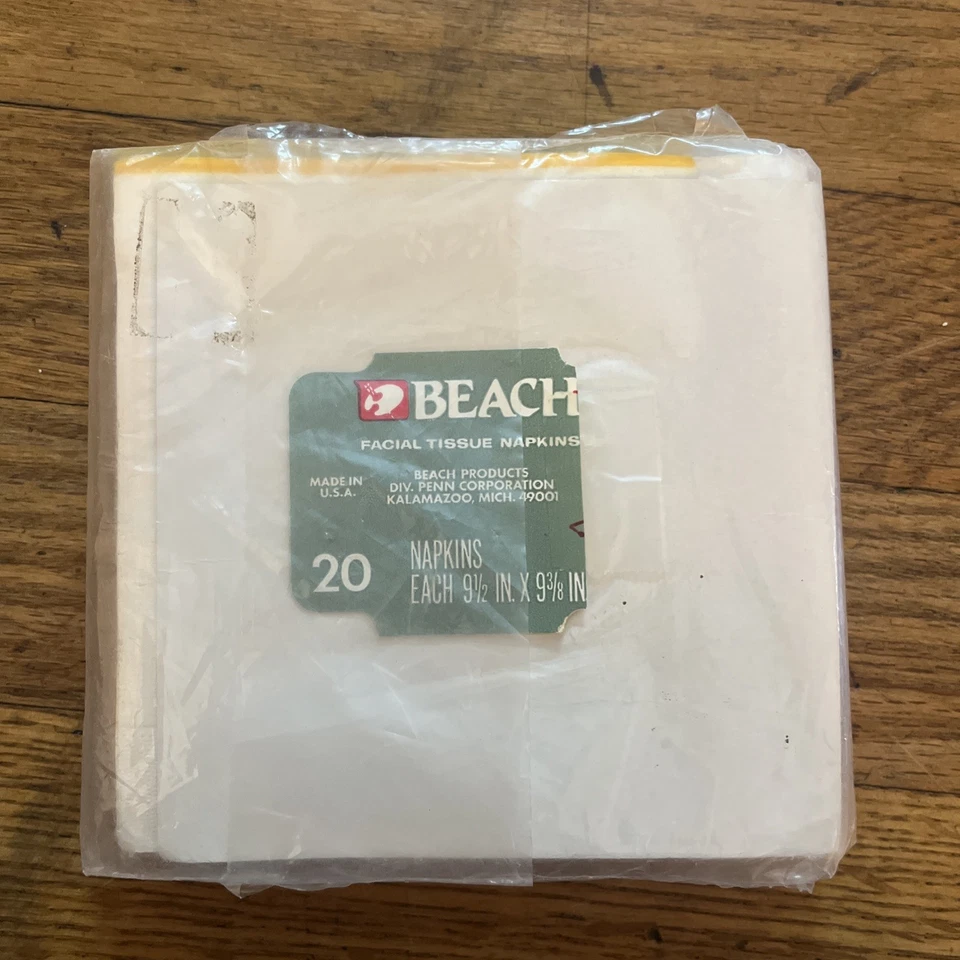 BEACH
FACIAL TISSUE NAPKINS
MADE IN
U.S.A.
BEACH PRODUCTS
DIV. PENN CORPORATION
KALAMAZOO, MICH. 49001
20
NAPKINS
EACH 9½ IN. X 9⅜ IN